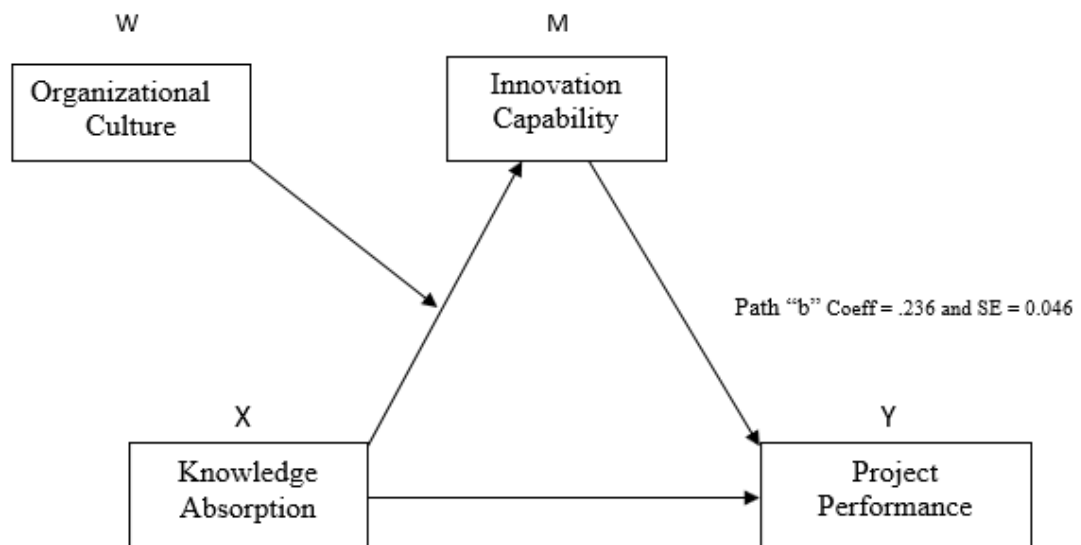 W
M
Organizational
Culture
Innovation
Capability
Path “b” Coeff = .236 and SE = 0.046
X
Y
Knowledge
Absorption
Project
Performance